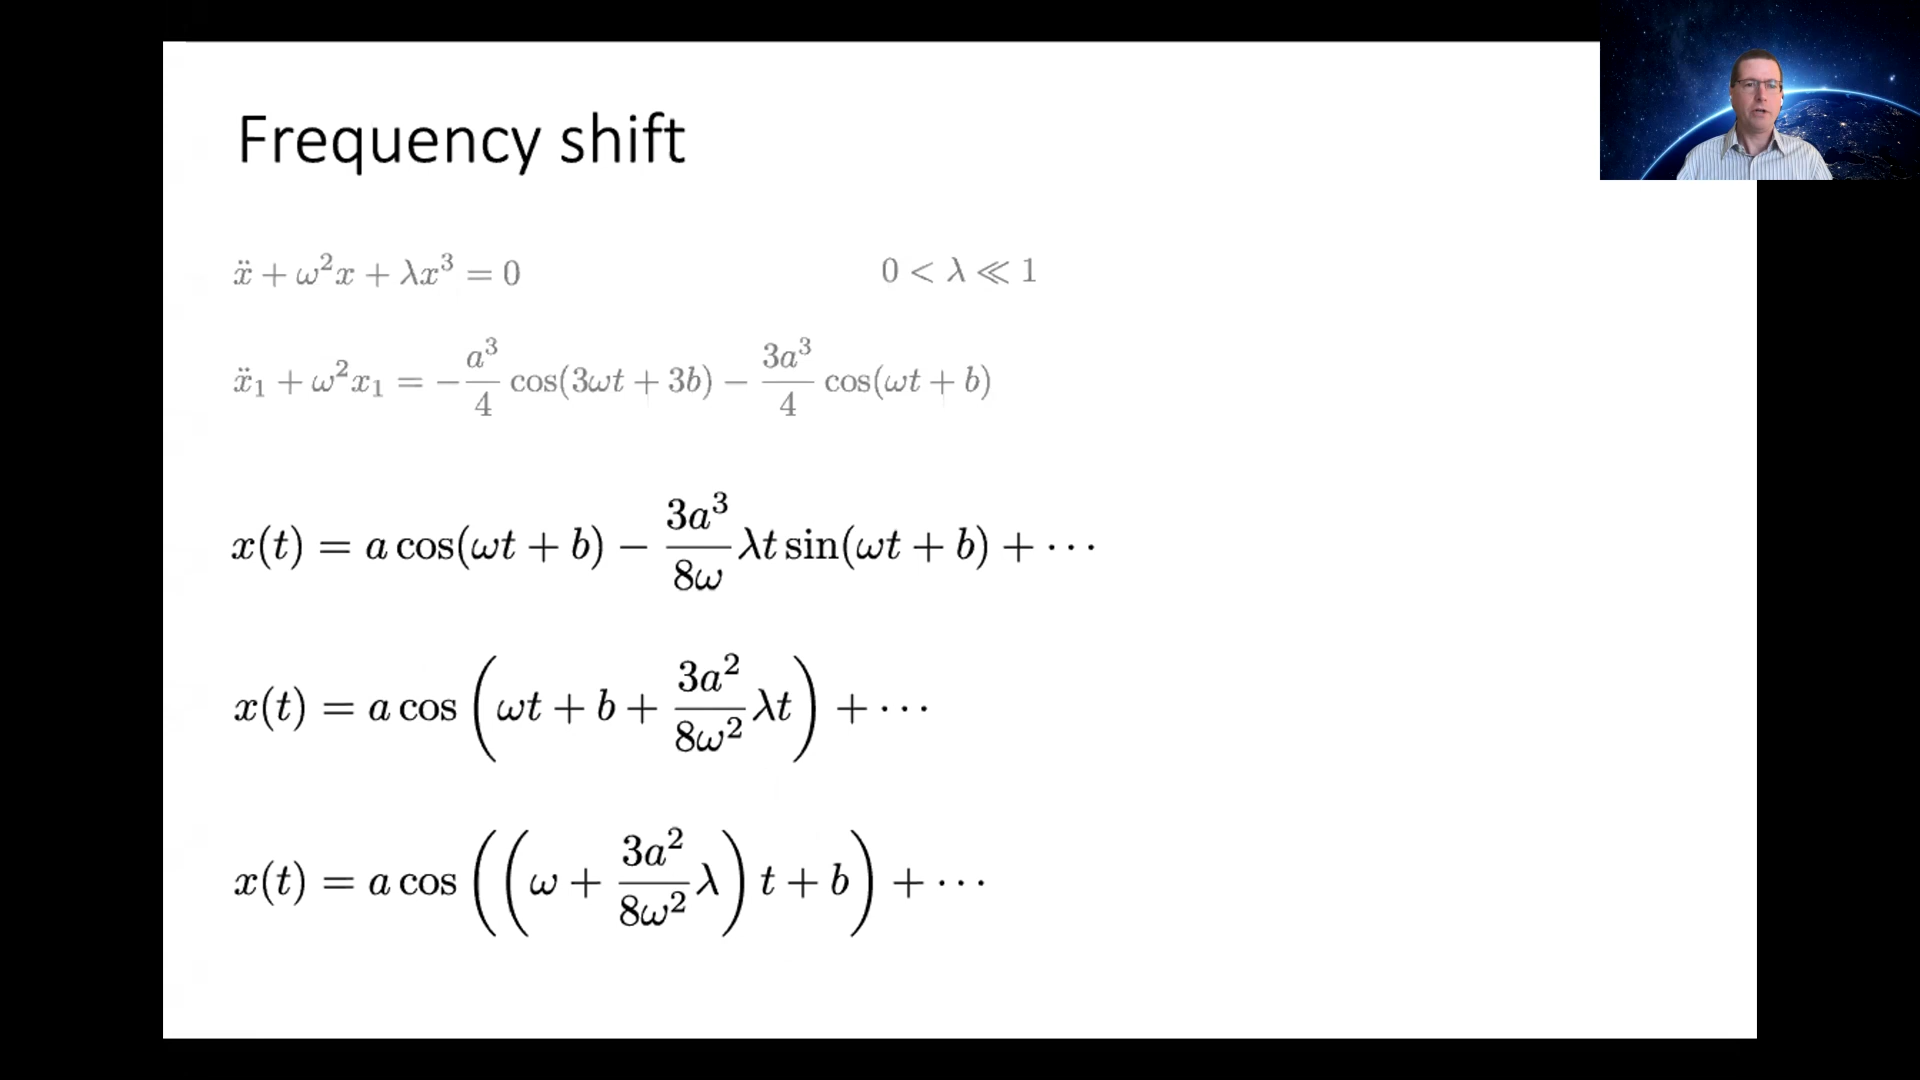 Frequency shift
ẍ + ω²x + λx³ = 0
0 < λ ≪ 1
ẍ₁ + ω²x₁ = −a³/4 cos(3ωt + 3b) − 3a³/4 cos(ωt + b)
x(t) = a cos(ωt + b) − 3a³/8ω λt sin(ωt + b) + ⋯
x(t) = a cos(ωt + b + 3a²/8ω² λt) + ⋯
x(t) = a cos((ω + 3a²/8ω² λ) t + b) + ⋯